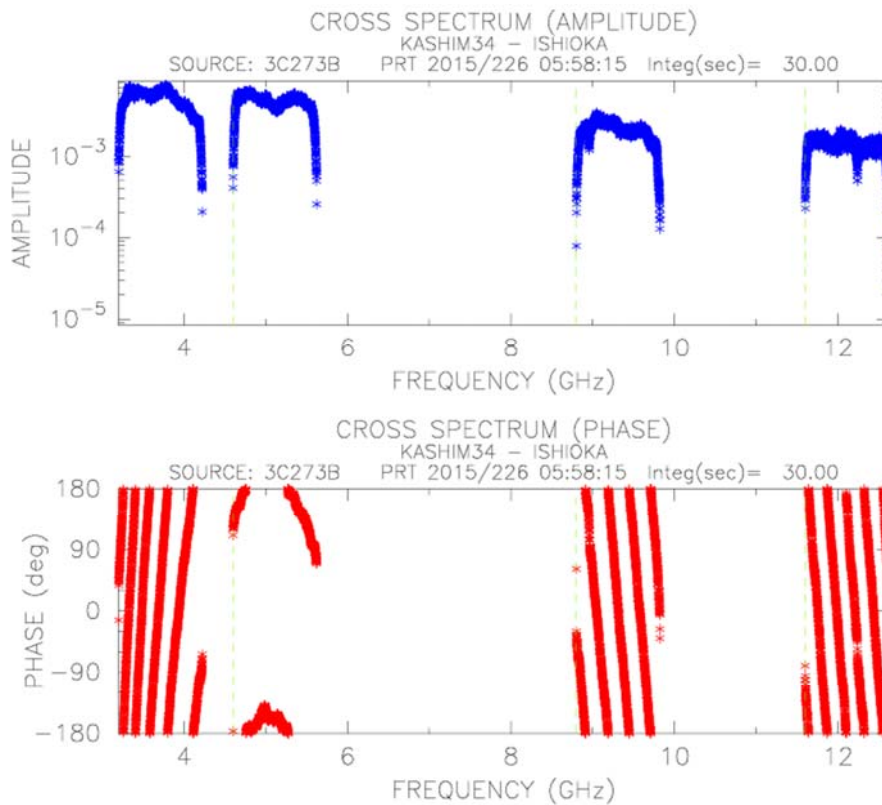 CROSS SPECTRUM (AMPLITUDE)
KASHIM34 - ISHIOKA
SOURCE: 3C273B PRT 2015/226 05:58:15 Integ(sec)= 30.00
AMPLITUDE
10⁻³
10⁻⁴
10⁻⁵
4 6 8 10 12
FREQUENCY (GHz)
CROSS SPECTRUM (PHASE)
KASHIM34 - ISHIOKA
SOURCE: 3C273B PRT 2015/226 05:58:15 Integ(sec)= 30.00
PHASE (deg)
180
90
0
-90
-180
4 6 8 10 12
FREQUENCY (GHz)